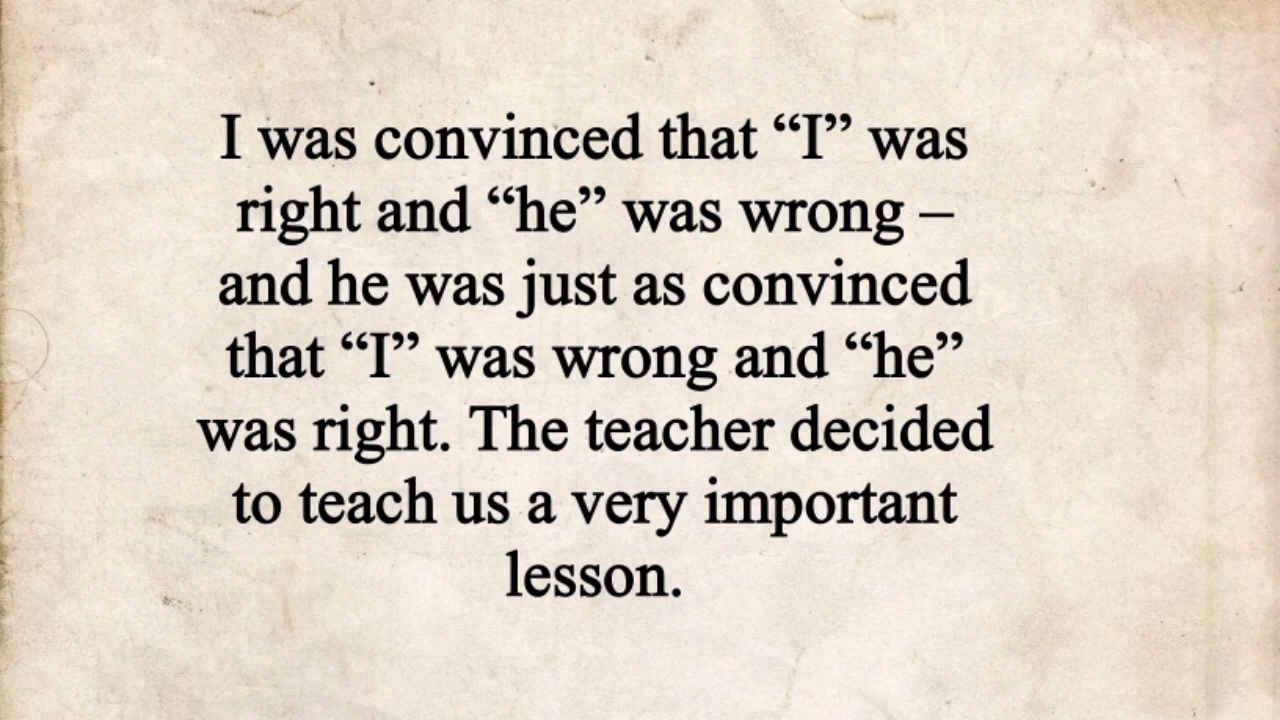 I was convinced that “I” was
right and “he” was wrong –
and he was just as convinced
that “I” was wrong and “he”
was right. The teacher decided
to teach us a very important
lesson.